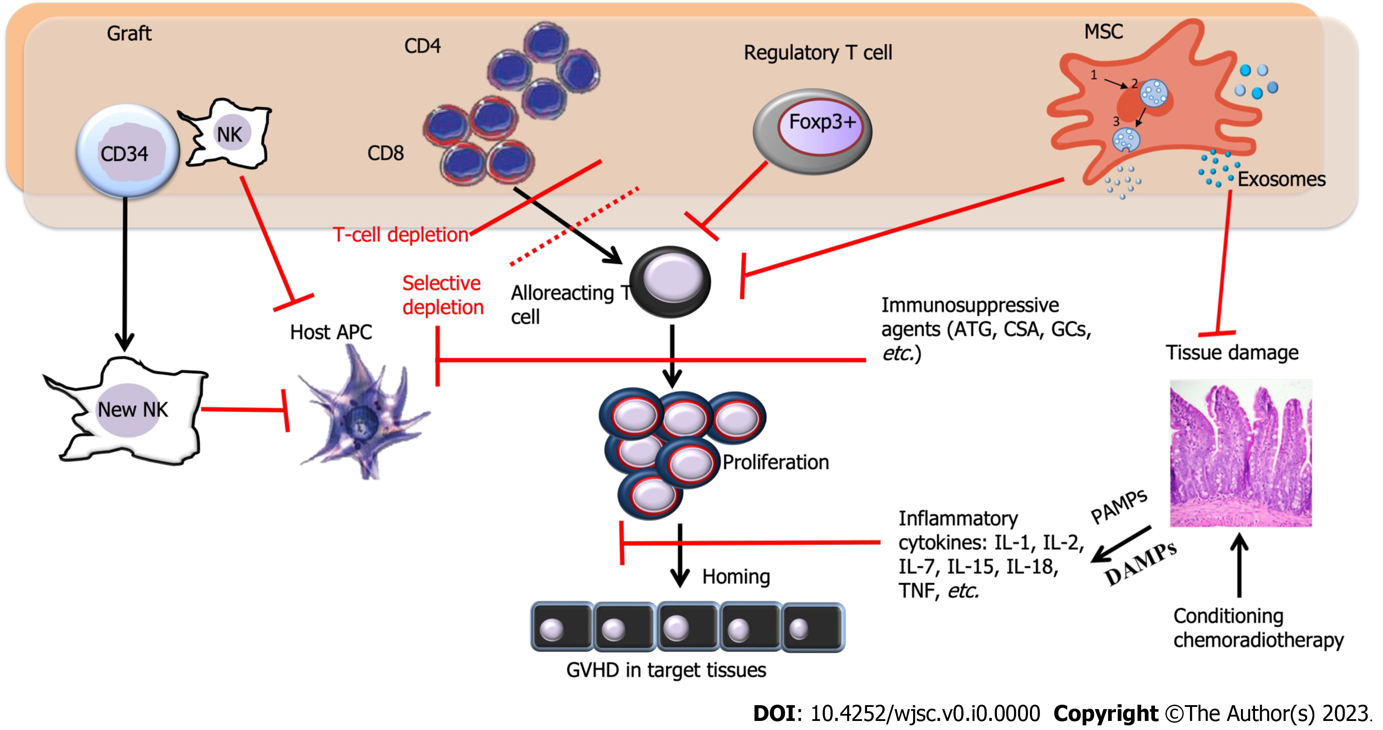 Graft
CD4
Regulatory T cell
MSC
NK
CD34
CD8
Foxp3+
1
2
3
Exosomes
T-cell depletion
Selective
depletion
Alloreacting T
cell
Immunosuppressive
agents (ATG, CSA, GCs,
etc.)
Host APC
Tissue damage
New NK
Proliferation
PAMPs
DAMPs
Inflammatory
cytokines: IL-1, IL-2,
IL-7, IL-15, IL-18,
TNF, etc.
Homing
Conditioning
chemoradiotherapy
GVHD in target tissues
DOI: 10.4252/wjsc.v0.i0.0000 Copyright ©The Author(s) 2023.